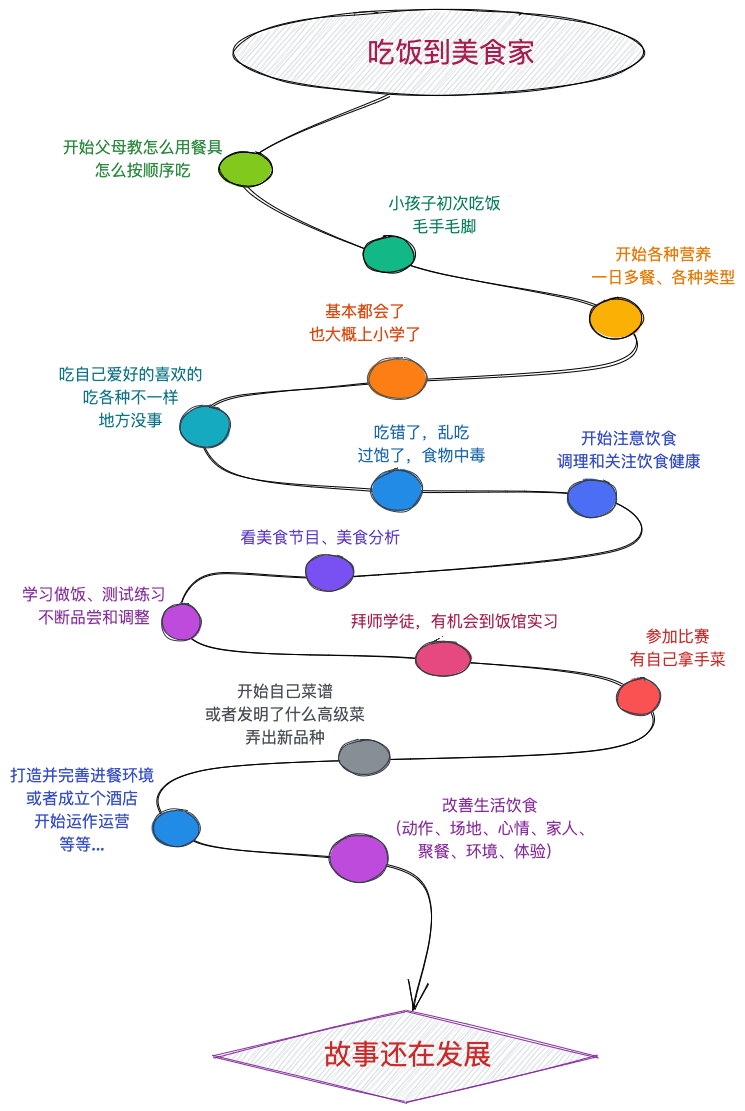 吃饭到美食家
开始父母教怎么用餐具
怎么按顺序吃
小孩子初次吃饭
毛手毛脚
开始各种营养
一日多餐、各种类型
基本都会了
也大概上小学了
吃自己爱好的喜欢的
吃各种不一样
地方没事
吃错了，乱吃
过饱了，食物中毒
开始注意饮食
调理和关注饮食健康
看美食节目、美食分析
学习做饭、测试练习
不断品尝和调整
拜师学徒，有机会到饭馆实习
参加比赛
有自己拿手菜
开始自己菜谱
或者发明了什么高级菜
弄出新品种
打造并完善进餐环境
或者成立个酒店
开始运作运营
等等...
改善生活饮食
（动作、场地、心情、家人、
聚餐、环境、体验）
故事还在发展